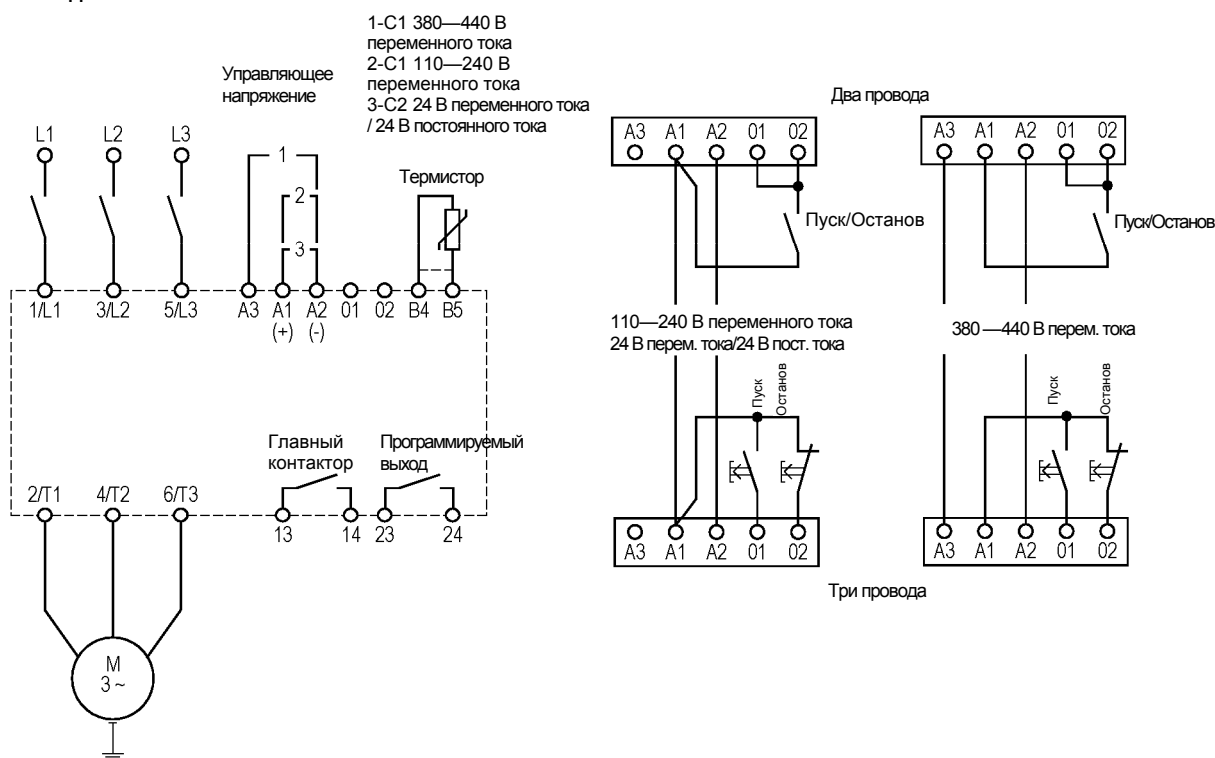 1-C1 380—440 В
переменного тока
2-C1 110—240 В
переменного тока
3-C2 24 В переменного тока
/ 24 В постоянного тока
Управляющее
напряжение
L1 L2 L3
1
2
3
Термистор
1/L1 3/L2 5/L3 A3 A1 A2 01 02 B4 B5
(+) (-)
Главный
контактор
Программируемый
выход
2/T1 4/T2 6/T3
13 14 23 24
M
3 ~
Два провода
A3 A1 A2 01 02
A3 A1 A2 01 02
Пуск/Останов
Пуск/Останов
110—240 В переменного тока
24 В перем. тока/24 В пост. тока
380 —440 В перем. тока
Пуск
Останов
Пуск
Останов
A3 A1 A2 01 02
A3 A1 A2 01 02
Три провода